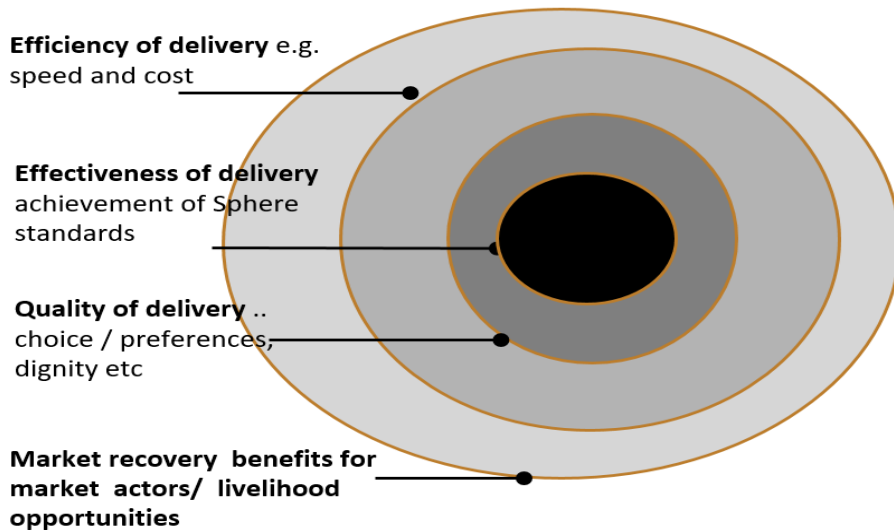 Efficiency of delivery e.g.
speed and cost
Effectiveness of delivery
achievement of Sphere
standards
Quality of delivery ..
choice / preferences,
dignity etc
Market recovery benefits for
market actors/ livelihood
opportunities